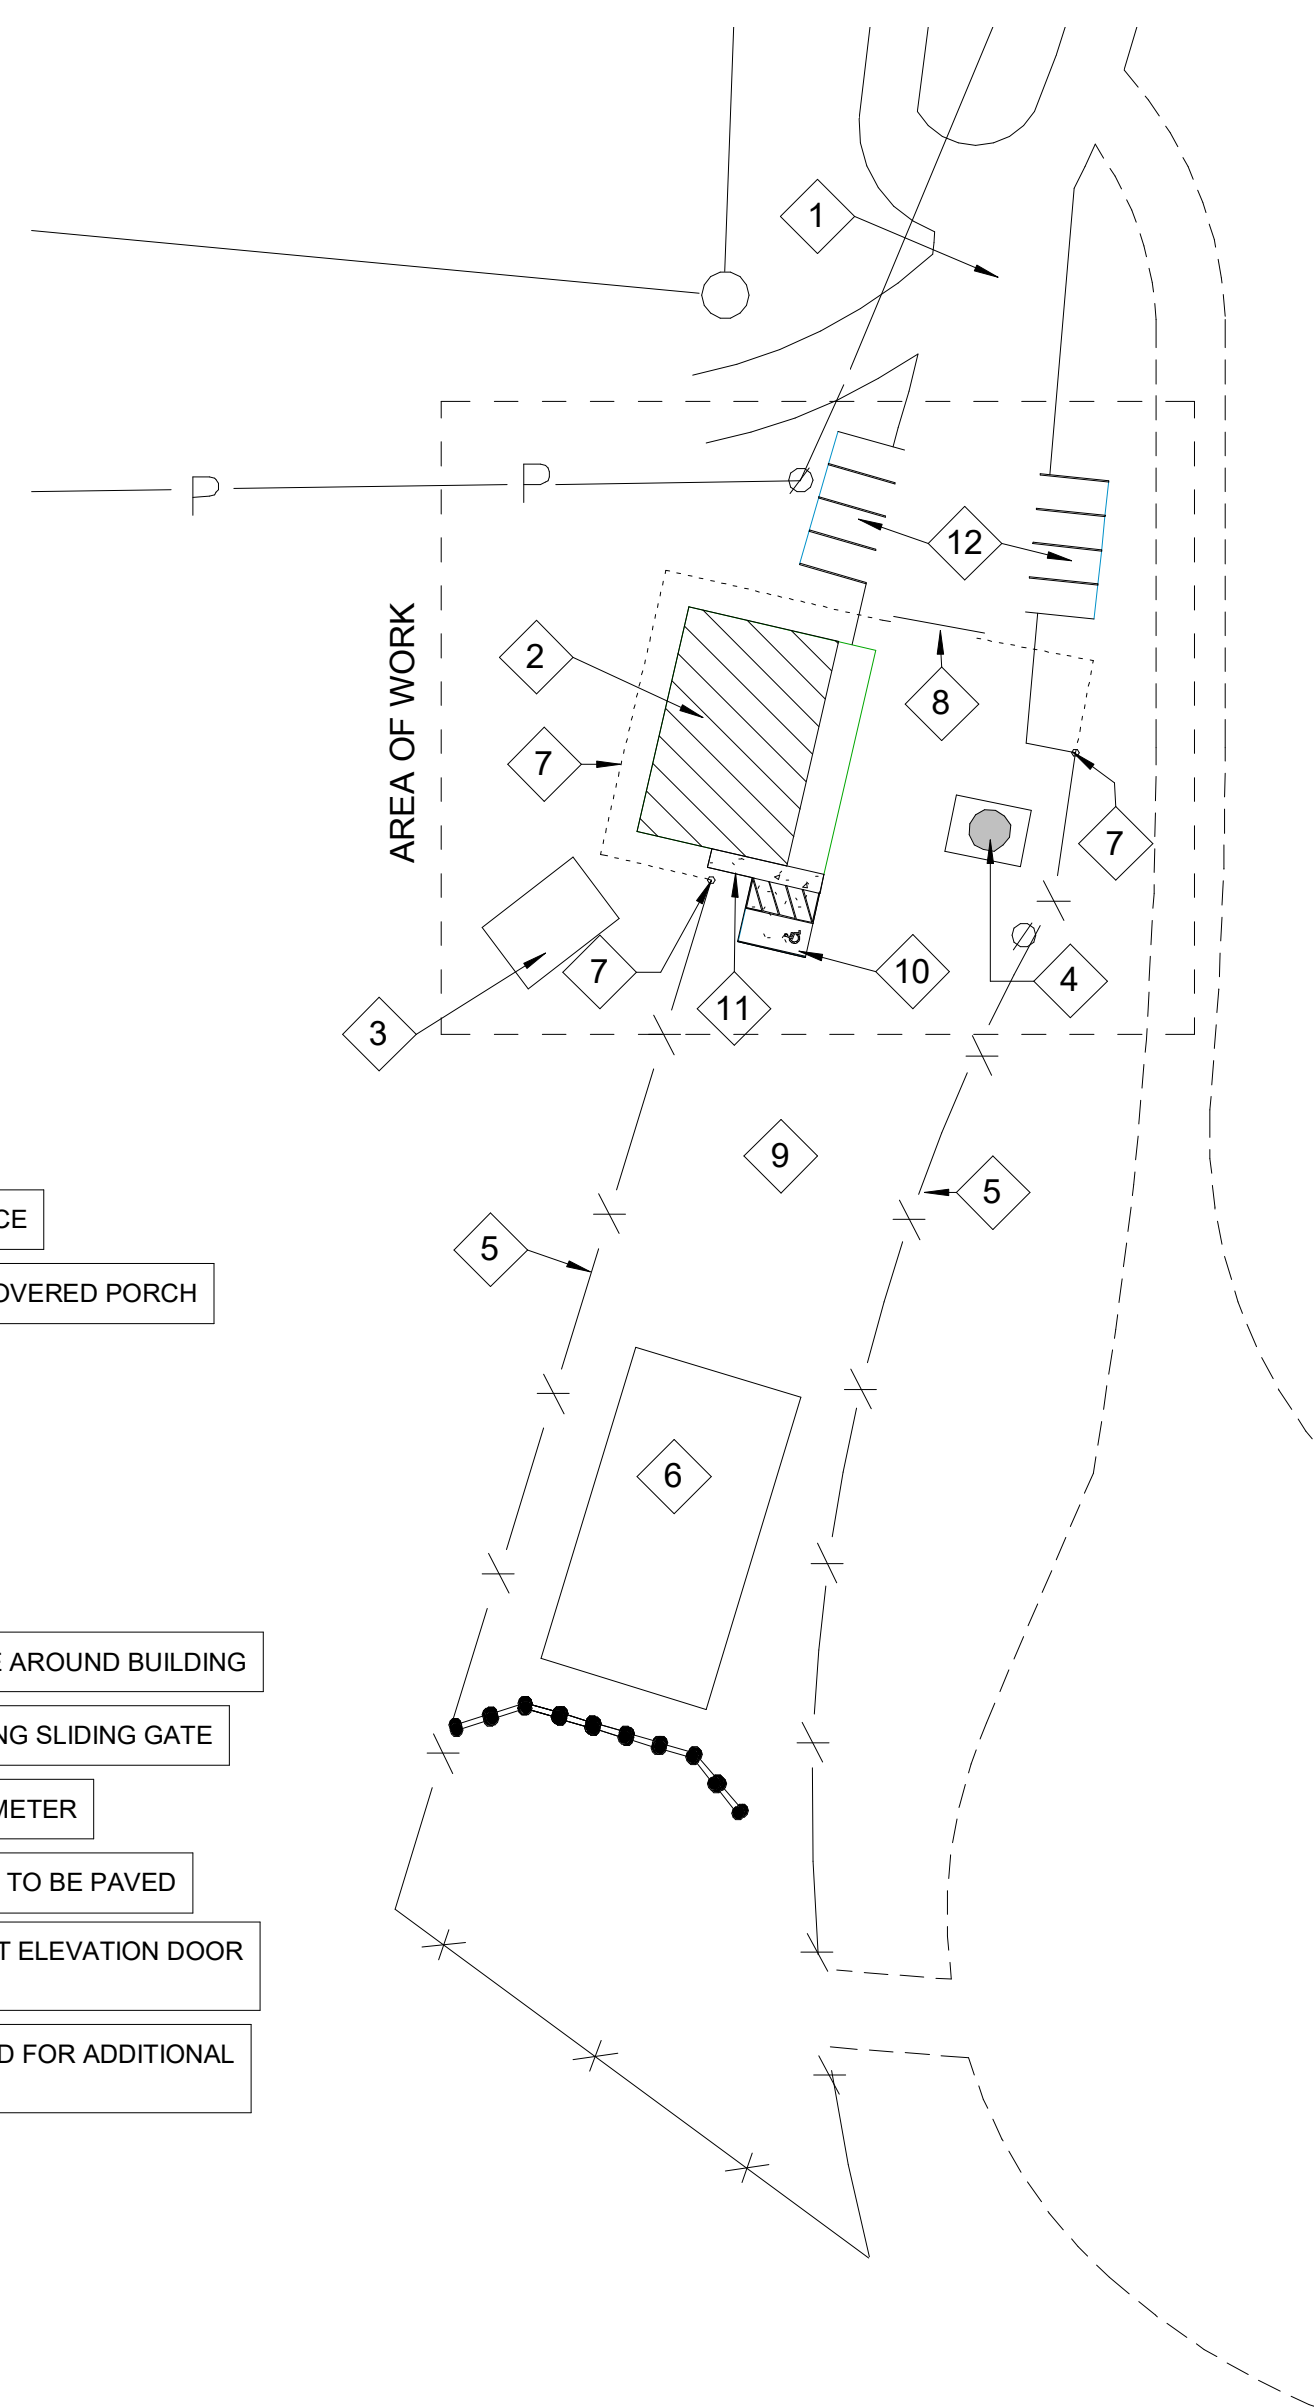 1
P
P
12
AREA OF WORK
2
8
7
7
7
11
10
4
3
9
CE
5
5
OVERED PORCH
6
E AROUND BUILDING
NG SLIDING GATE
METER
TO BE PAVED
T ELEVATION DOOR
D FOR ADDITIONAL